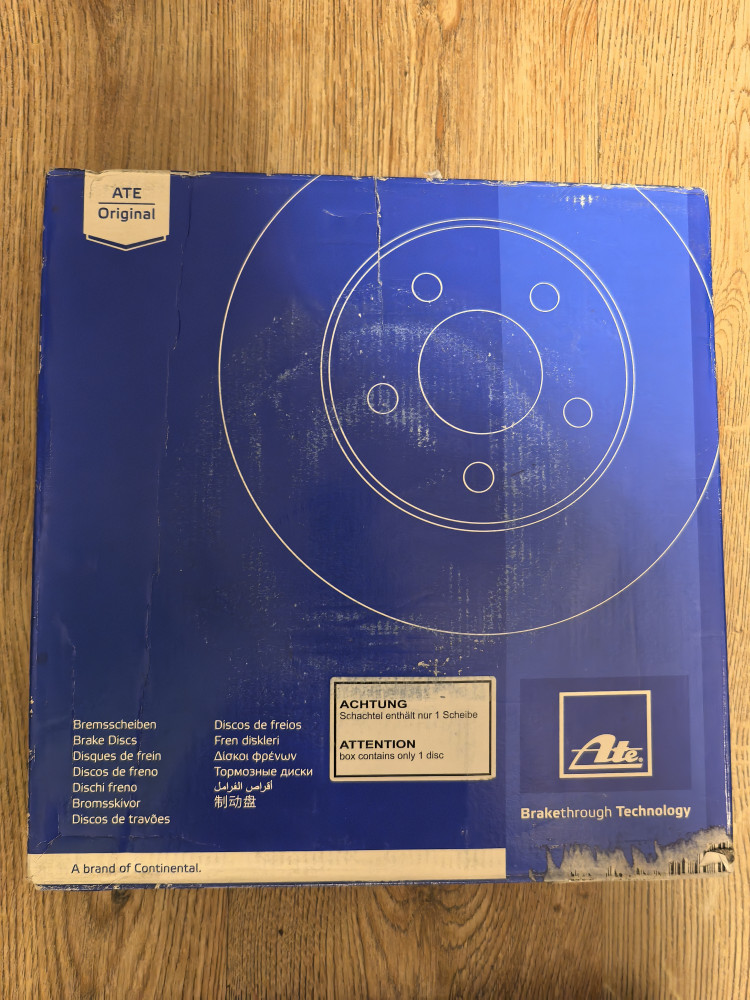 ATE
Original
ACHTUNG
Schachtel enthält nur 1 Scheibe
ATTENTION
box contains only 1 disc
Bremsscheiben
Brake Discs
Disques de frein
Discos de freno
Dischi freno
Bromsskivor
Discos de travões
Discos de freios
Fren diskleri
Δίσκοι φρένων
Тормозные диски
أقراص الفرامل
制动盘
Ate®
Brakethrough Technology
A brand of Continental.